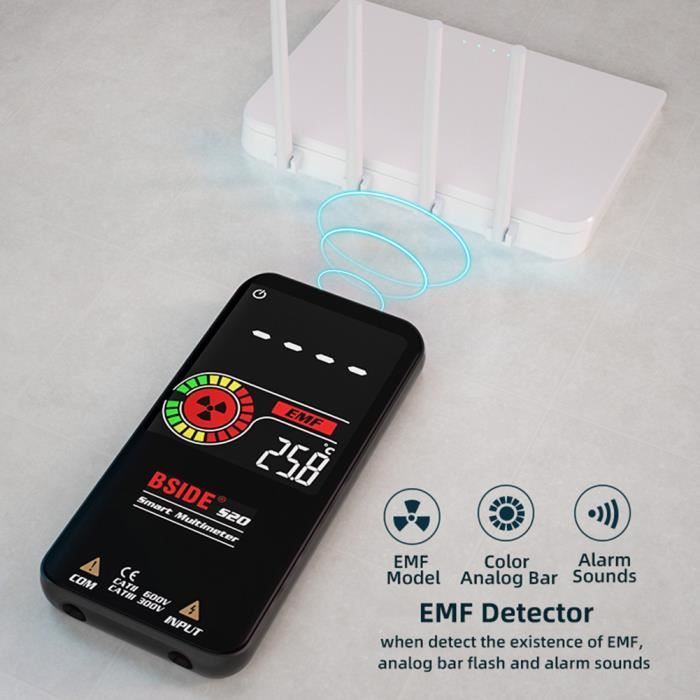 ----
EMF
25.8 °C
BSIDE® S20
Smart Multimeter
CE
CATII 600V
CATIII 300V
COM
INPUT
EMF
Model
Color
Analog Bar
Alarm
Sounds
EMF Detector
when detect the existence of EMF,
analog bar flash and alarm sounds